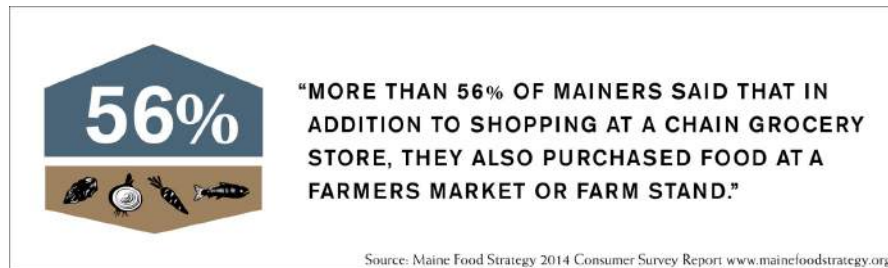 56%
“MORE THAN 56% OF MAINERS SAID THAT IN
ADDITION TO SHOPPING AT A CHAIN GROCERY
STORE, THEY ALSO PURCHASED FOOD AT A
FARMERS MARKET OR FARM STAND.”
Source: Maine Food Strategy 2014 Consumer Survey Report www.mainefoodstrategy.org